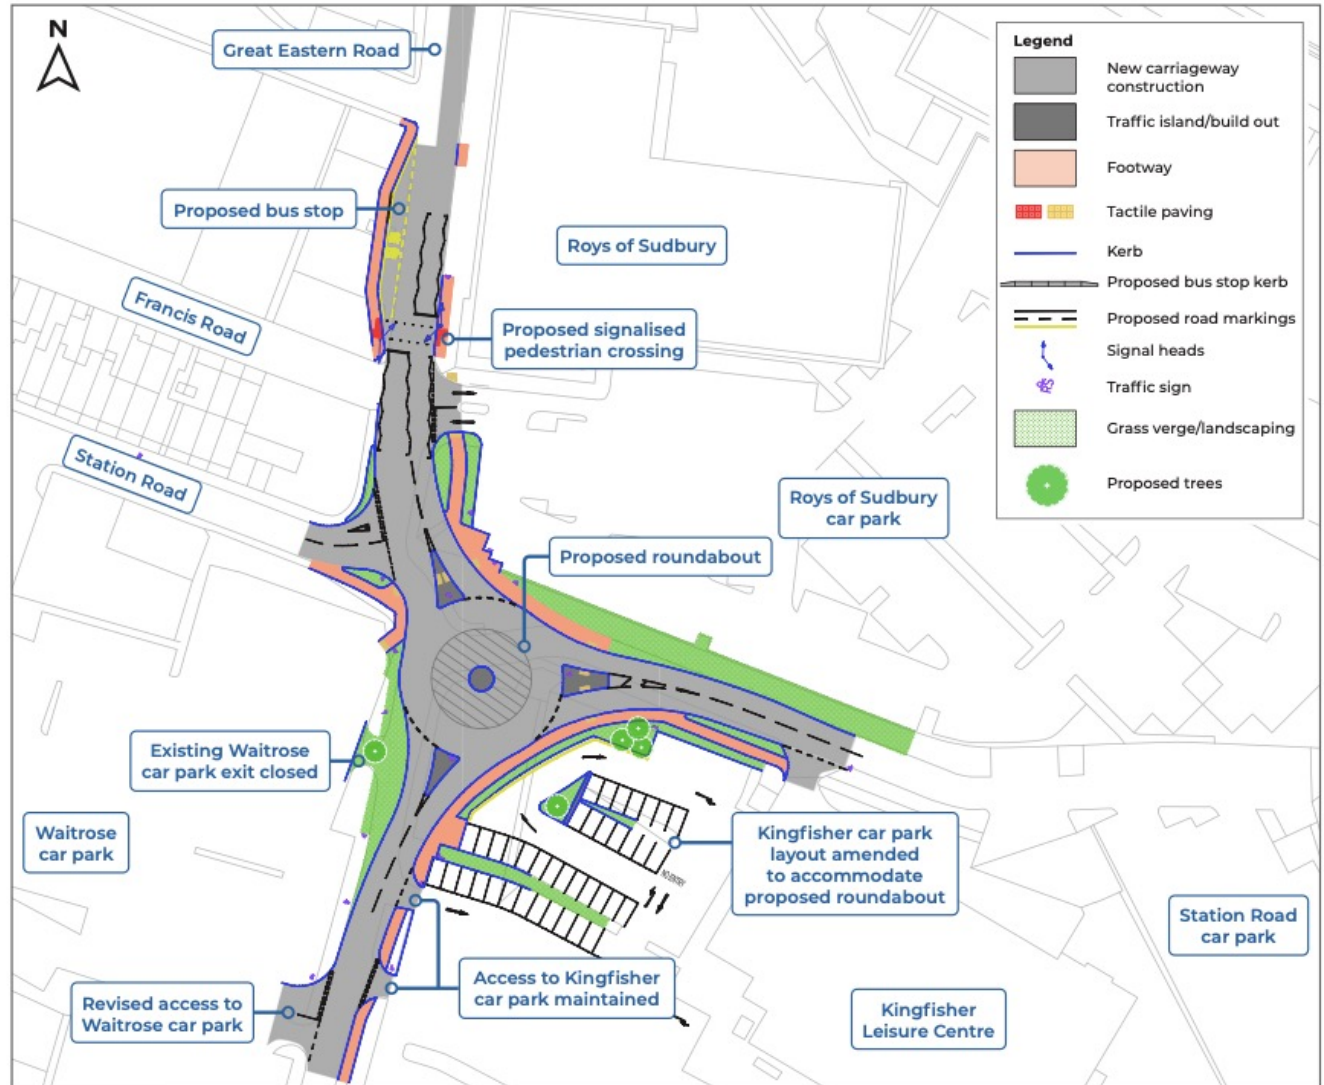 N
Great Eastern Road
Legend
New carriageway
construction
Traffic island/build out
Footway
Tactile paving
Kerb
Proposed bus stop kerb
Proposed road markings
Signal heads
Traffic sign
Grass verge/landscaping
Proposed trees
Proposed bus stop
Roys of Sudbury
Francis Road
Proposed signalised
pedestrian crossing
Station Road
Roys of Sudbury
car park
Proposed roundabout
Existing Waitrose
car park exit closed
Waitrose
car park
Kingfisher car park
layout amended
to accommodate
proposed roundabout
NO ENTRY
Station Road
car park
Access to Kingfisher
car park maintained
Revised access to
Waitrose car park
Kingfisher
Leisure Centre